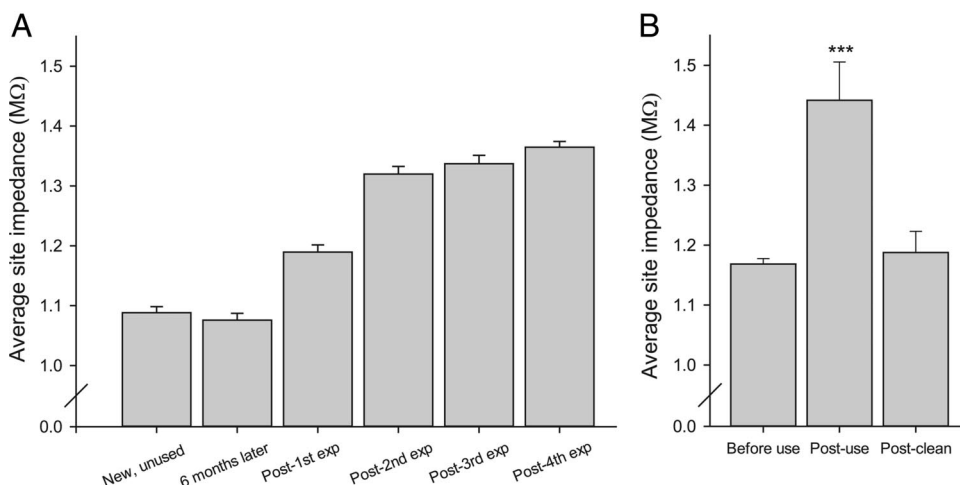 A
Average site impedance (MΩ)
1.5
1.4
1.3
1.2
1.1
1.0
0.0
New, unused
6 months later
Post-1st exp
Post-2nd exp
Post-3rd exp
Post-4th exp
B
Average site impedance (MΩ)
1.5
1.4
1.3
1.2
1.1
1.0
0.0
***
Before use
Post-use
Post-clean